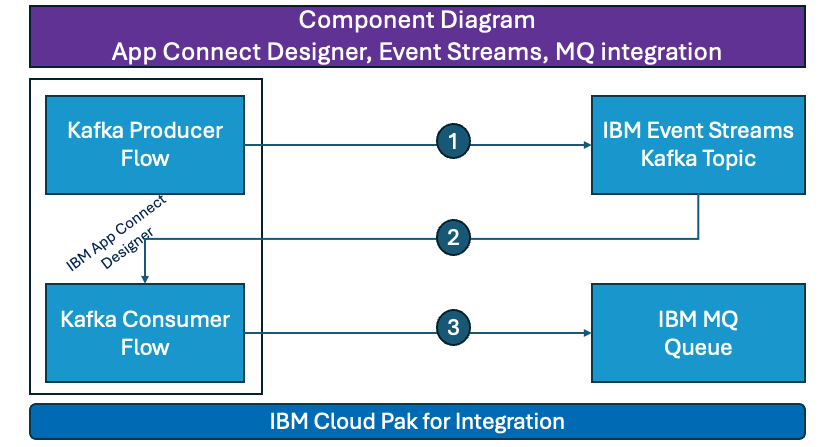 Component Diagram
App Connect Designer, Event Streams, MQ integration
Kafka Producer
Flow
1
IBM Event Streams
Kafka Topic
IBM App Connect
Designer
2
Kafka Consumer
Flow
3
IBM MQ
Queue
IBM Cloud Pak for Integration